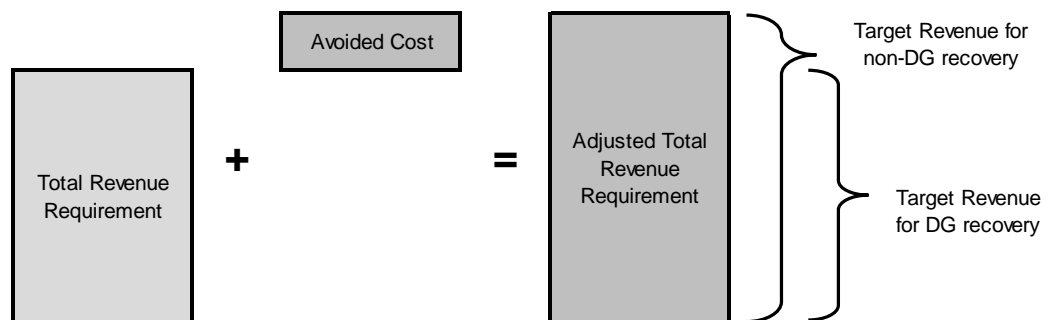 Avoided Cost
Target Revenue for
non-DG recovery
Total Revenue
Requirement
+
=
Adjusted Total
Revenue
Requirement
Target Revenue
for DG recovery